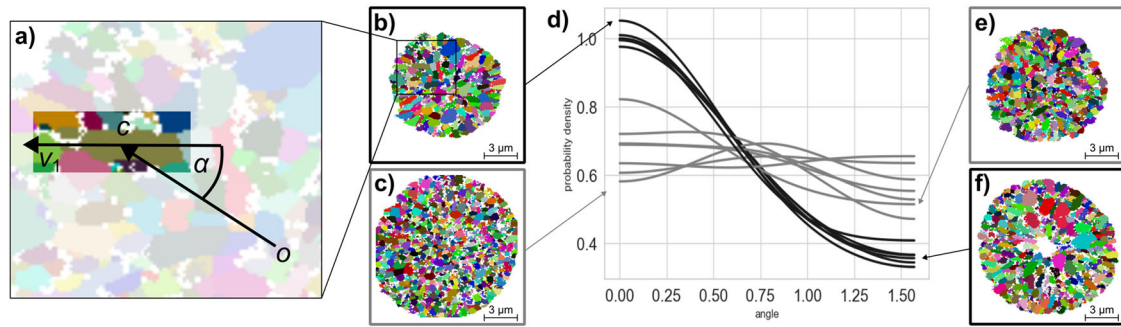 a)
c
v1
α
o
b)
3 μm
c)
3 μm
d)
probability density
1.0
0.8
0.6
0.4
0.00 0.25 0.50 0.75 1.00 1.25 1.50
angle
e)
3 μm
f)
3 μm